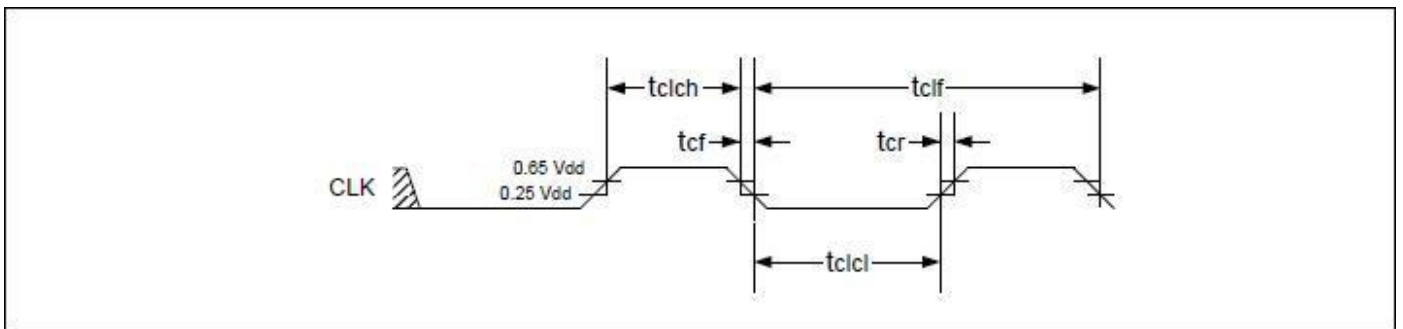 tclch
tclf
tcf
tcr
0.65 Vdd
CLK
0.25 Vdd
tclcl